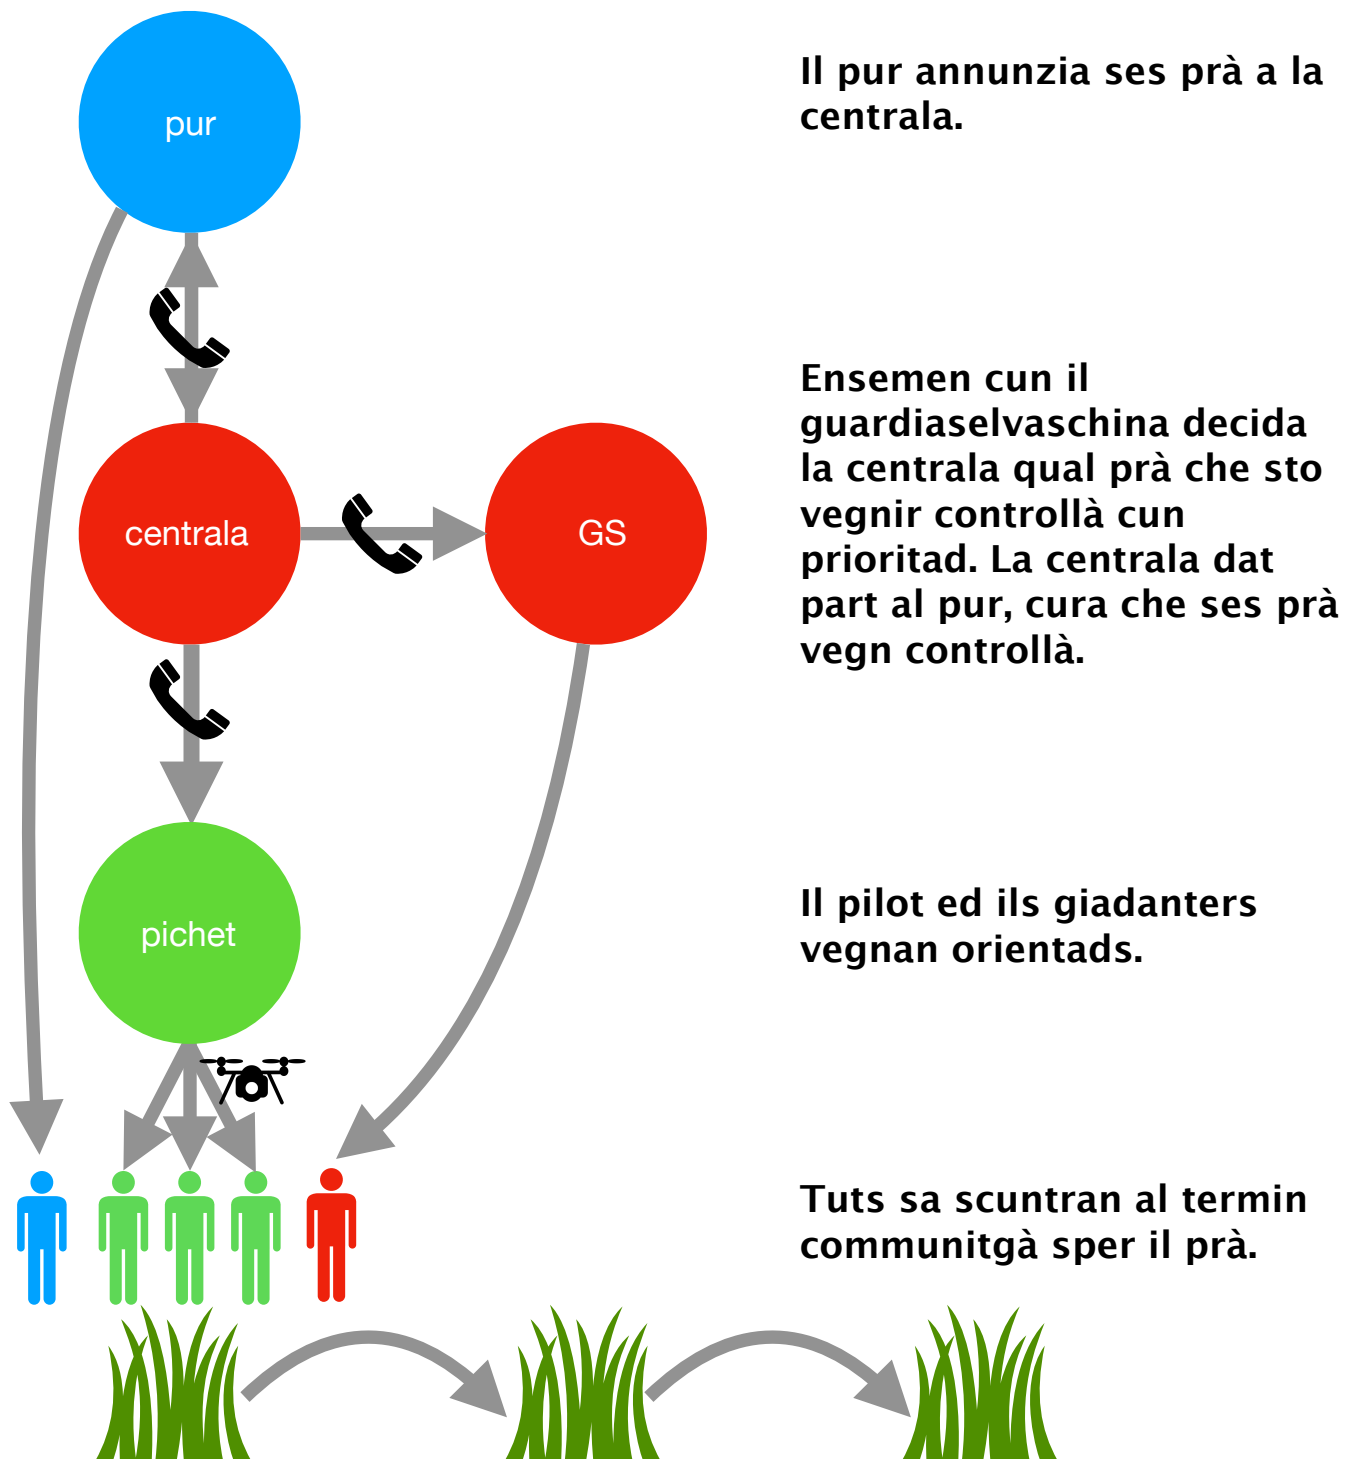 pur
Il pur annunzia ses prà a la
centrala.
centrala
GS
Ensemen cun il
guardiaselvaschina decida
la centrala qual prà che sto
vegnir controllà cun
prioritad. La centrala dat
part al pur, cura che ses prà
vegn controllà.
pichet
Il pilot ed ils giadanters
vegnan orientads.
Tuts sa scuntran al termin
communitgà sper il prà.